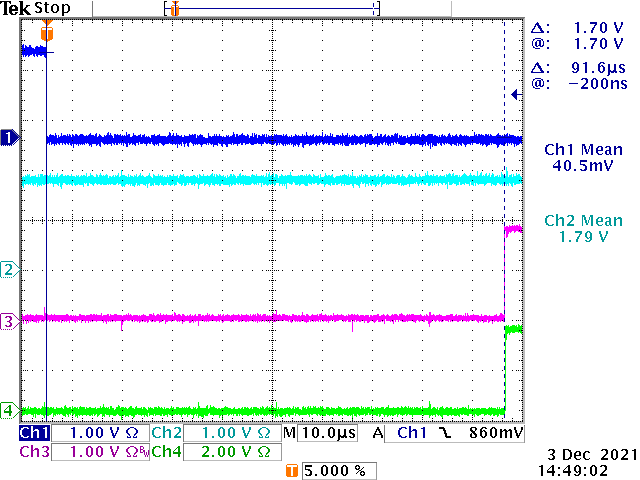 Tek Stop
T
T
Δ: 1.70 V
@: 1.70 V
Δ: 91.6µs
@: −200ns
1
Ch1 Mean
40.5mV
Ch2 Mean
1.79 V
2
3
4
Ch1 1.00 V Ω Ch2 1.00 V Ω M 10.0µs A Ch1 860mV
Ch3 1.00 V ΩBW Ch4 2.00 V Ω
3 Dec 2021
T 5.000 %
14:49:02